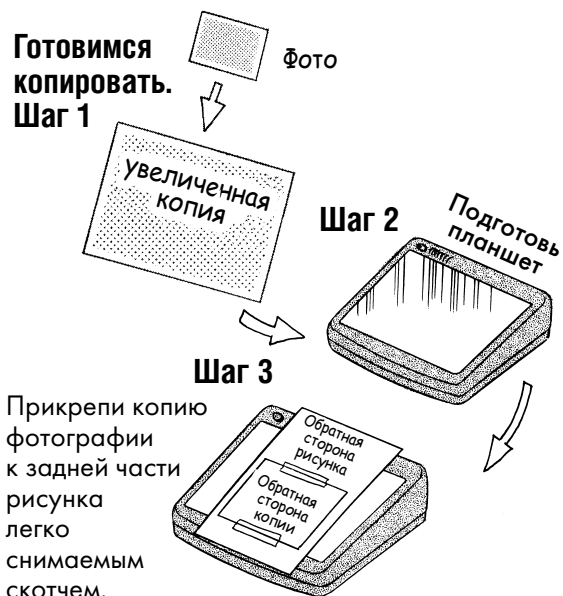 Готовимся
копировать.
Шаг 1
Фото
увеличенная
копия
Шаг 2
Подготовь
планшет
Шаг 3
Прикрепи копию
фотографии
к задней части
рисунка
легко
снимаемым
скотчем.
Обратная
сторона
рисунка
Обратная
сторона
копии